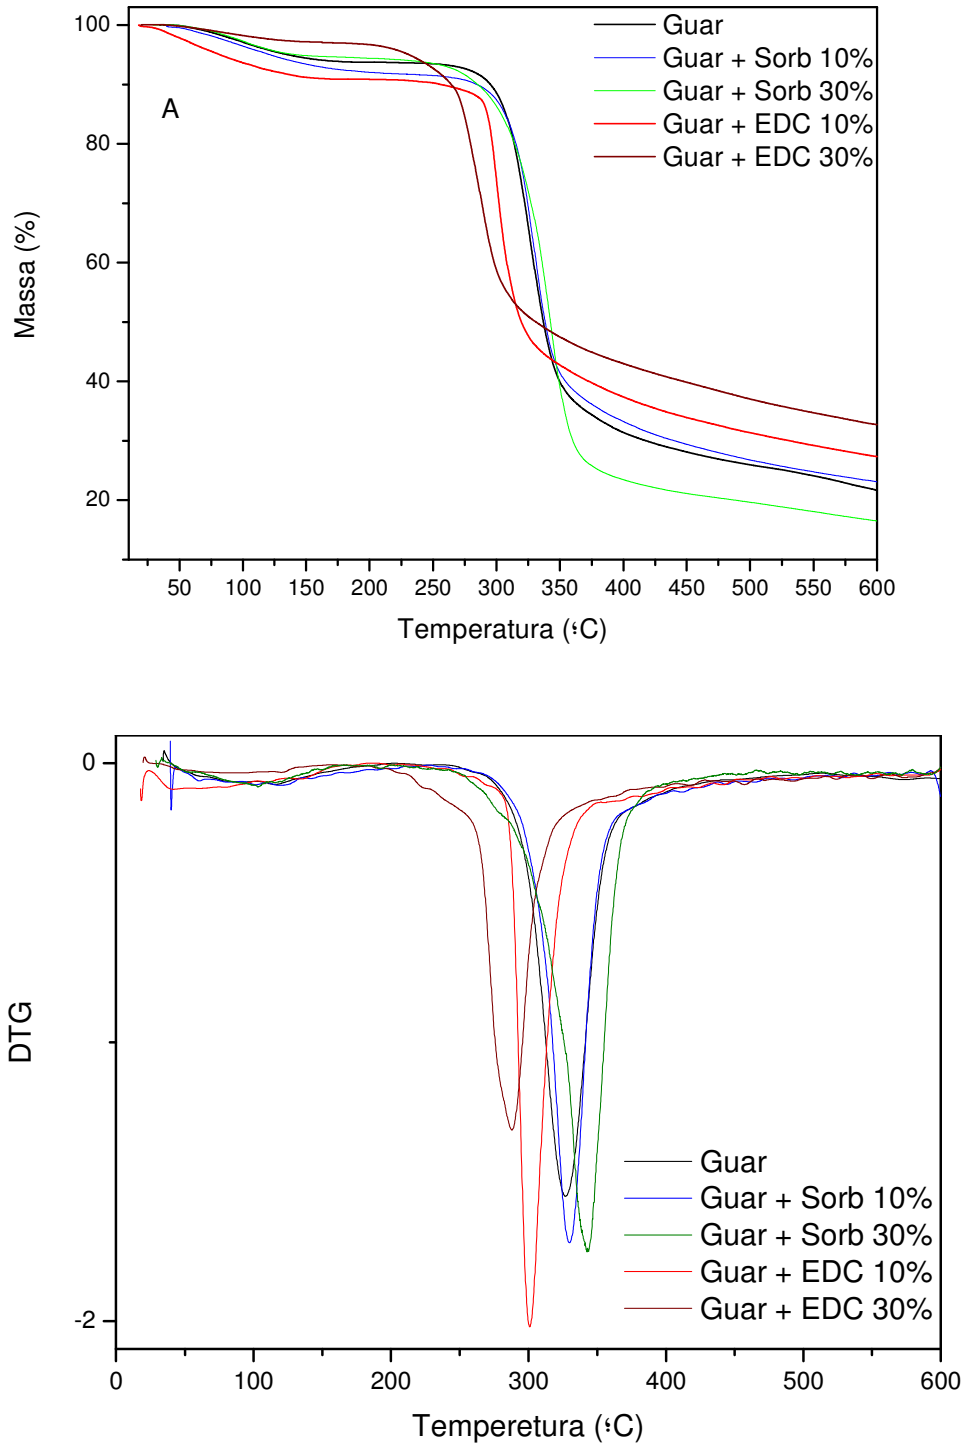 100
80
60
40
20
Massa (%)
A
Guar
Guar + Sorb 10%
Guar + Sorb 30%
Guar + EDC 10%
Guar + EDC 30%
50 100 150 200 250 300 350 400 450 500 550 600
Temperatura (۶C)
0
-2
DTG
Guar
Guar + Sorb 10%
Guar + Sorb 30%
Guar + EDC 10%
Guar + EDC 30%
0 100 200 300 400 500 600
Temperetura (۶C)